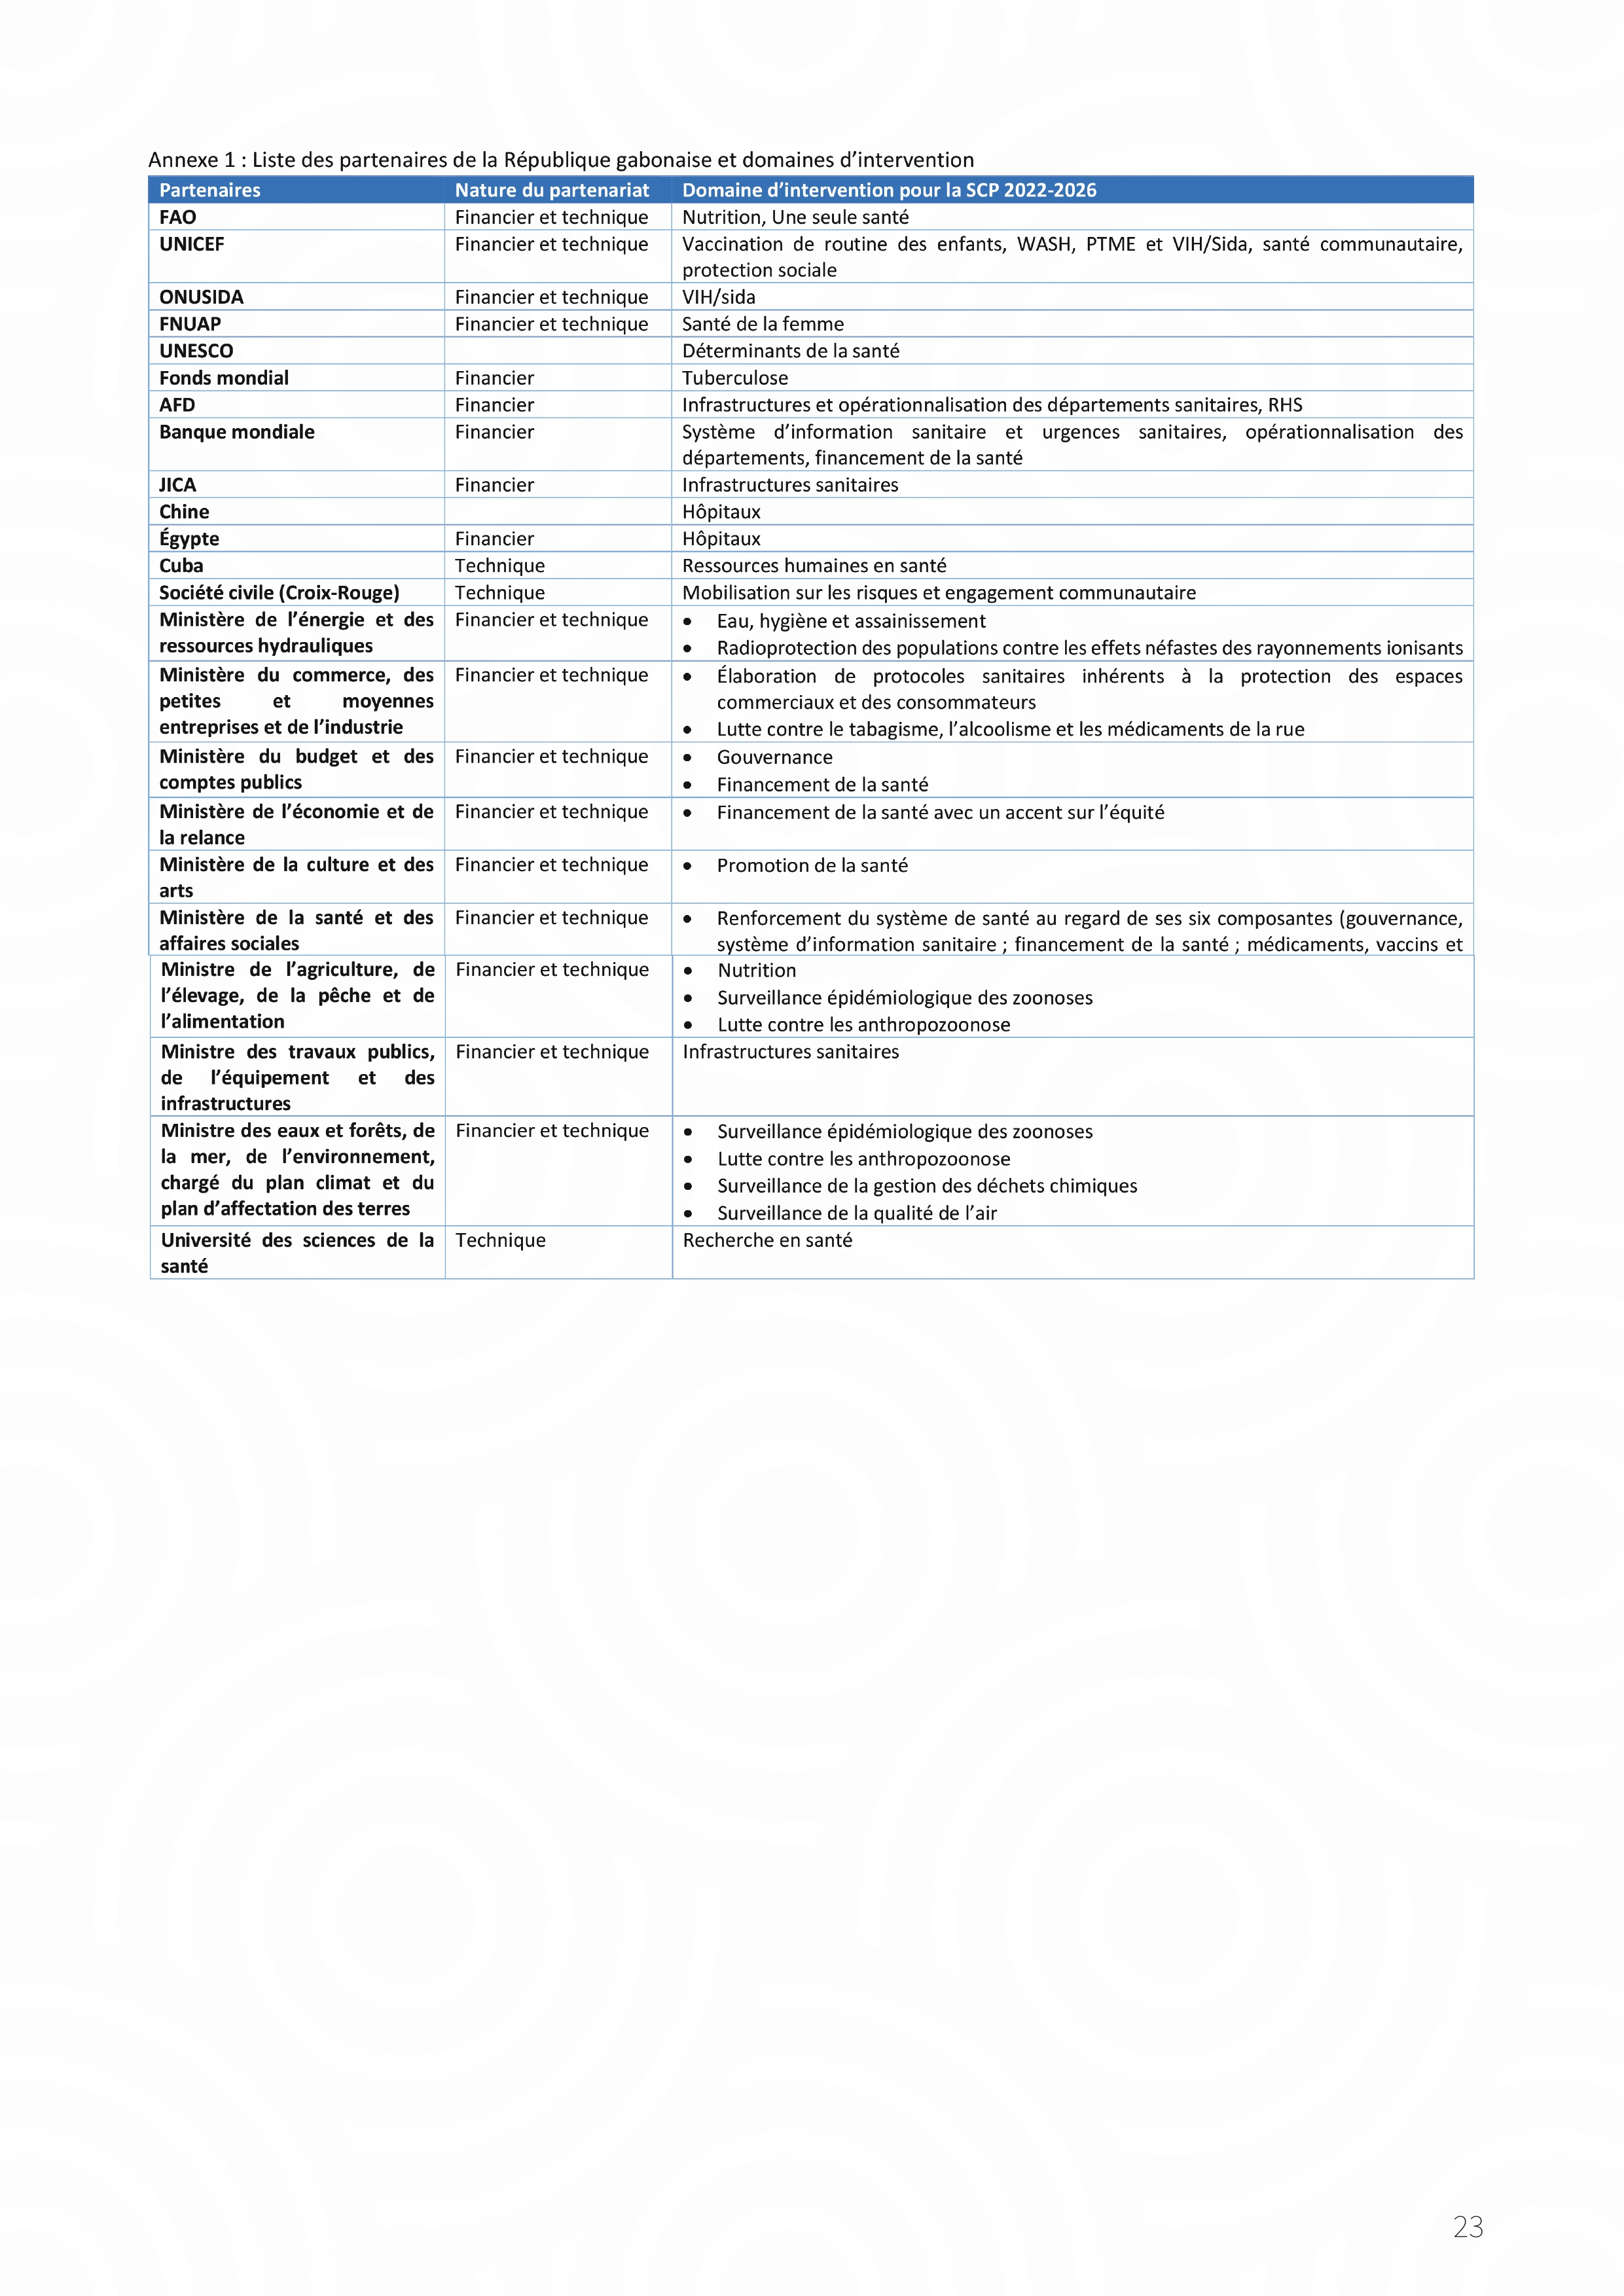 Annexe 1 : Liste des partenaires de la République gabonaise et domaines d’intervention
Partenaires Nature du partenariat Domaine d’intervention pour la SCP 2022-2026
FAO Financier et technique Nutrition, Une seule santé
UNICEF Financier et technique Vaccination de routine des enfants, WASH, PTME et VIH/Sida, santé communautaire,
protection sociale
ONUSIDA Financier et technique VIH/sida
FNUAP Financier et technique Santé de la femme
UNESCO Déterminants de la santé
Fonds mondial Financier Tuberculose
AFD Financier Infrastructures et opérationnalisation des départements sanitaires, RHS
Banque mondiale Financier Système d’information sanitaire et urgences sanitaires, opérationnalisation des
départements, financement de la santé
JICA Financier Infrastructures sanitaires
Chine Hôpitaux
Égypte Financier Hôpitaux
Cuba Technique Ressources humaines en santé
Société civile (Croix-Rouge) Technique Mobilisation sur les risques et engagement communautaire
Ministère de l’énergie et des Financier et technique • Eau, hygiène et assainissement
ressources hydrauliques • Radioprotection des populations contre les effets néfastes des rayonnements ionisants
Ministère du commerce, des Financier et technique • Élaboration de protocoles sanitaires inhérents à la protection des espaces
petites et moyennes commerciaux et des consommateurs
entreprises et de l’industrie • Lutte contre le tabagisme, l’alcoolisme et les médicaments de la rue
Ministère du budget et des Financier et technique • Gouvernance
comptes publics • Financement de la santé
Ministère de l’économie et de Financier et technique • Financement de la santé avec un accent sur l’équité
la relance
Ministère de la culture et des Financier et technique • Promotion de la santé
arts
Ministère de la santé et des Financier et technique • Renforcement du système de santé au regard de ses six composantes (gouvernance,
affaires sociales système d’information sanitaire ; financement de la santé ; médicaments, vaccins et
Ministre de l’agriculture, de Financier et technique • Nutrition
l’élevage, de la pêche et de • Surveillance épidémiologique des zoonoses
l’alimentation • Lutte contre les anthropozoonose
Ministre des travaux publics, Financier et technique Infrastructures sanitaires
de l’équipement et des
infrastructures
Ministre des eaux et forêts, de Financier et technique • Surveillance épidémiologique des zoonoses
la mer, de l’environnement, • Lutte contre les anthropozoonose
chargé du plan climat et du • Surveillance de la gestion des déchets chimiques
plan d’affectation des terres • Surveillance de la qualité de l’air
Université des sciences de la Technique Recherche en santé
santé
23